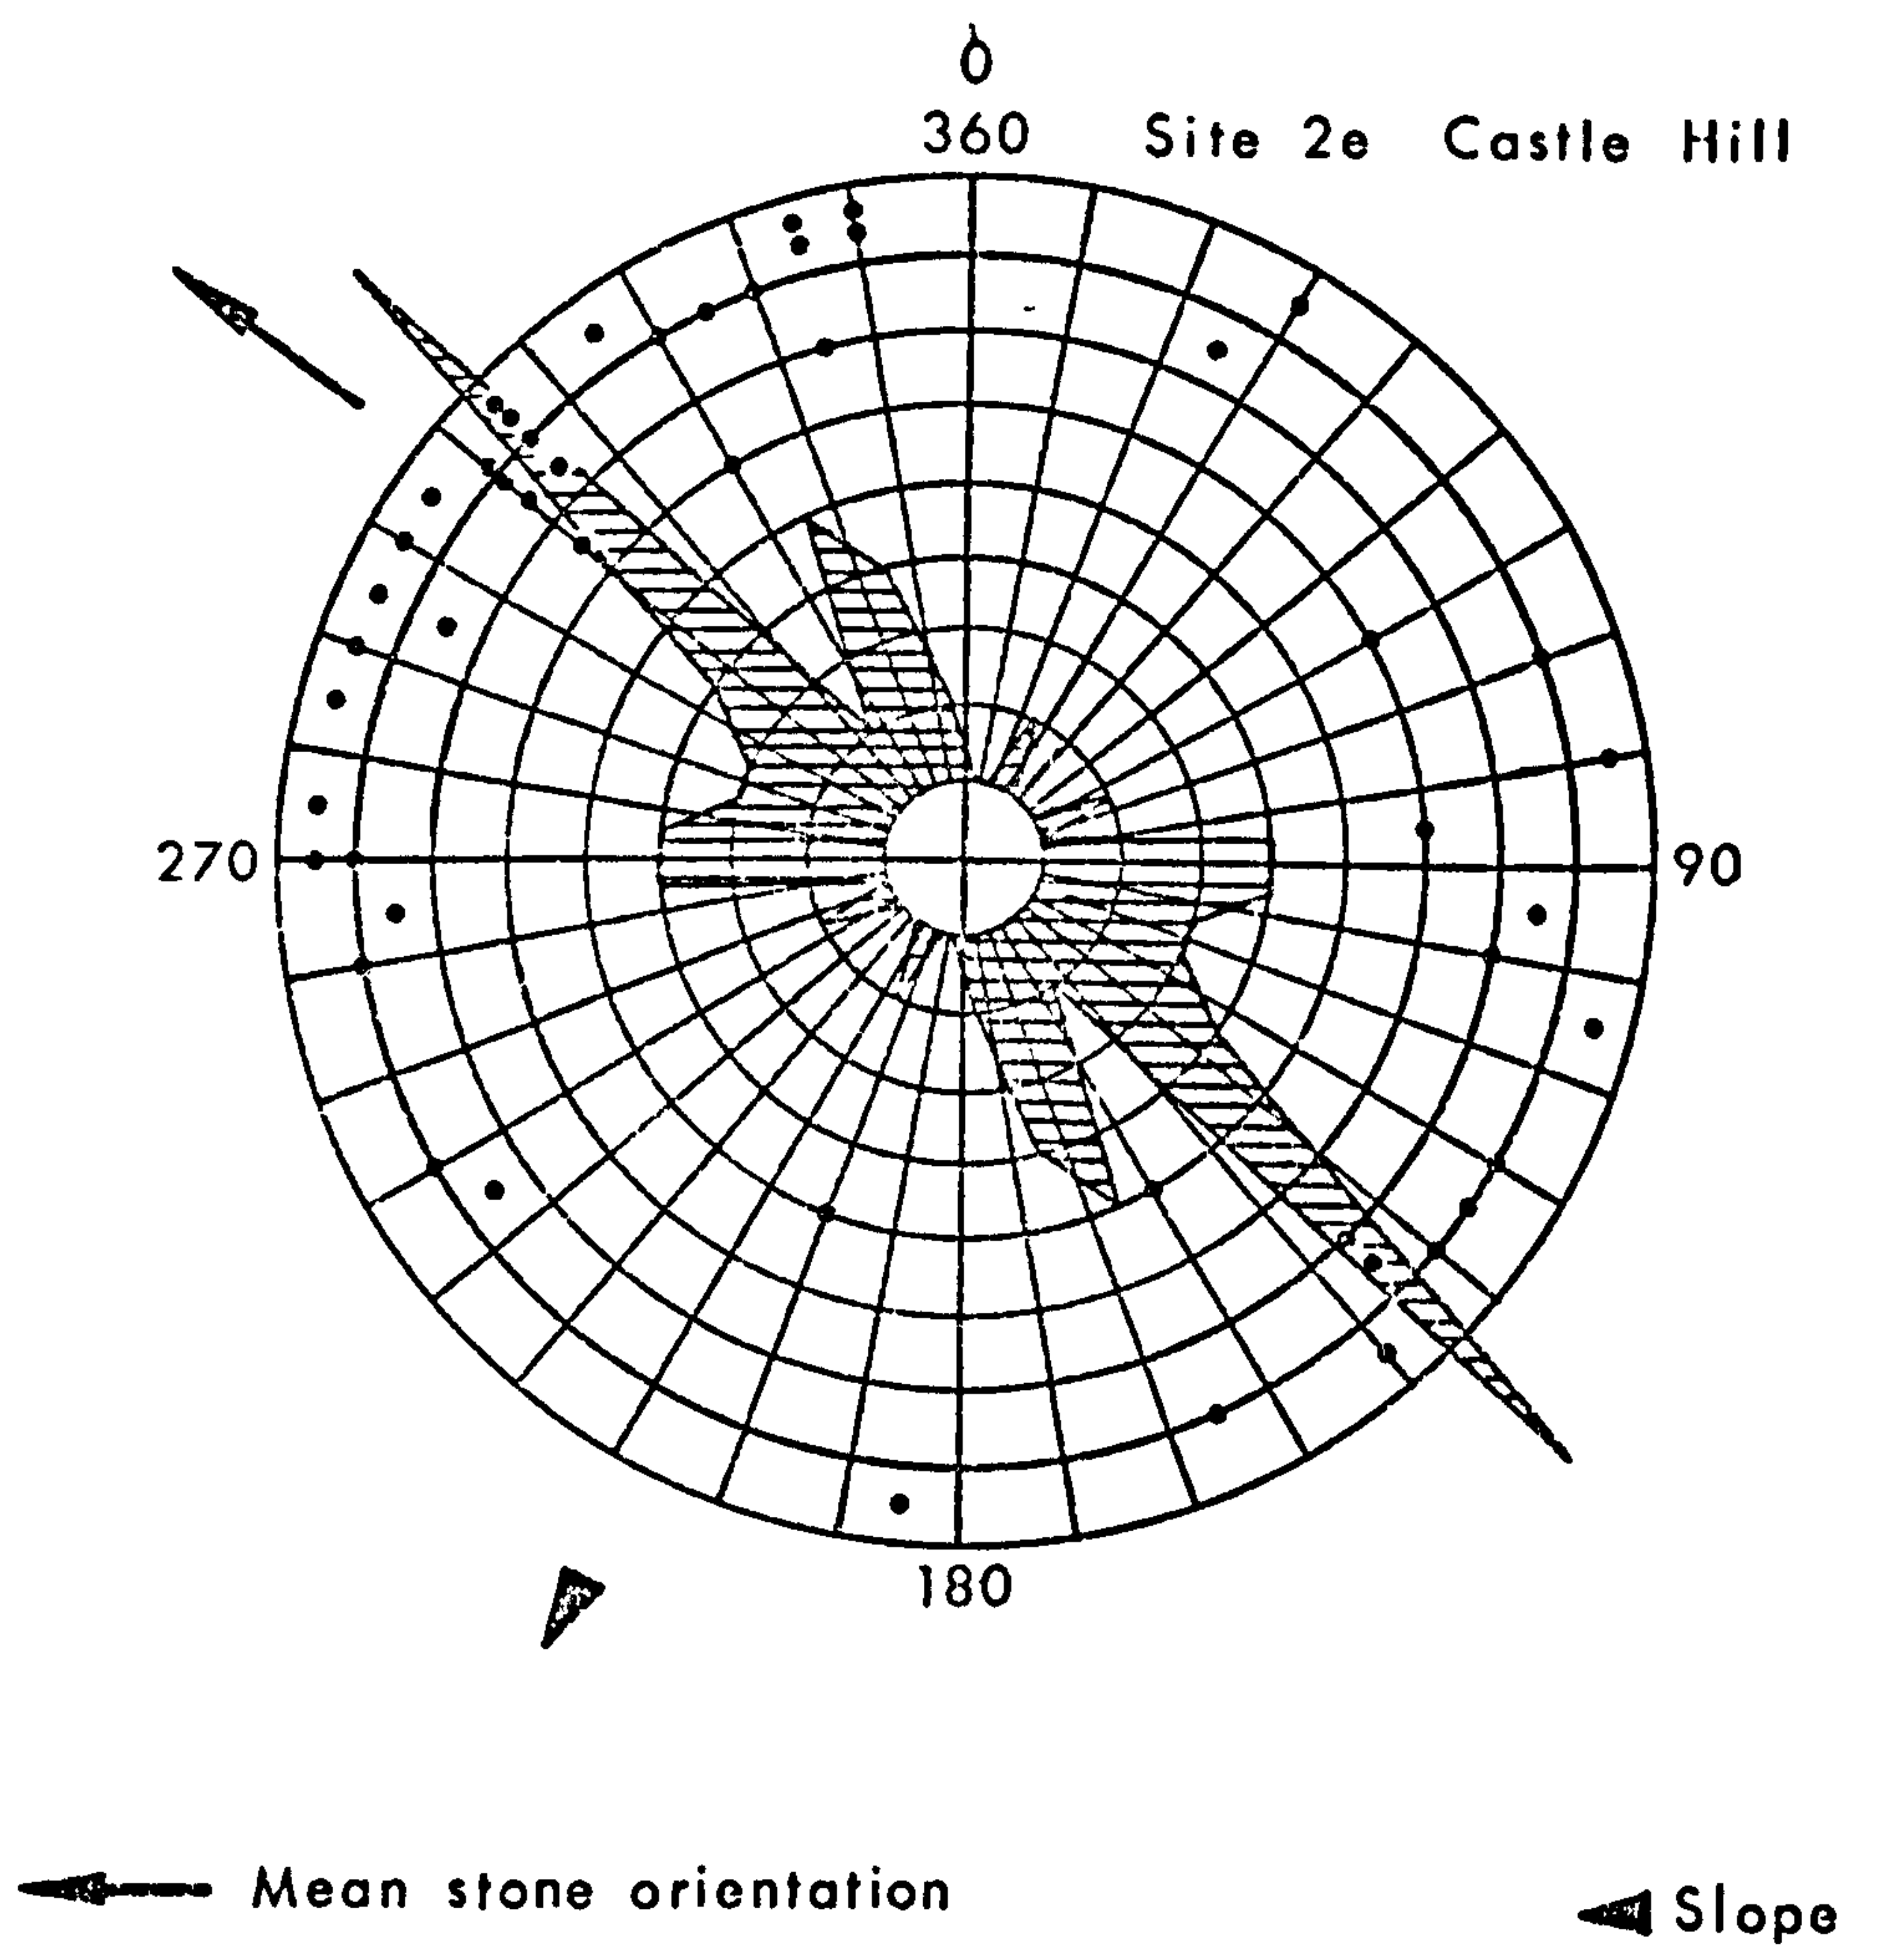 0
360
Site 2e Castle Hill
270
90
180
Mean stone orientation
Slope